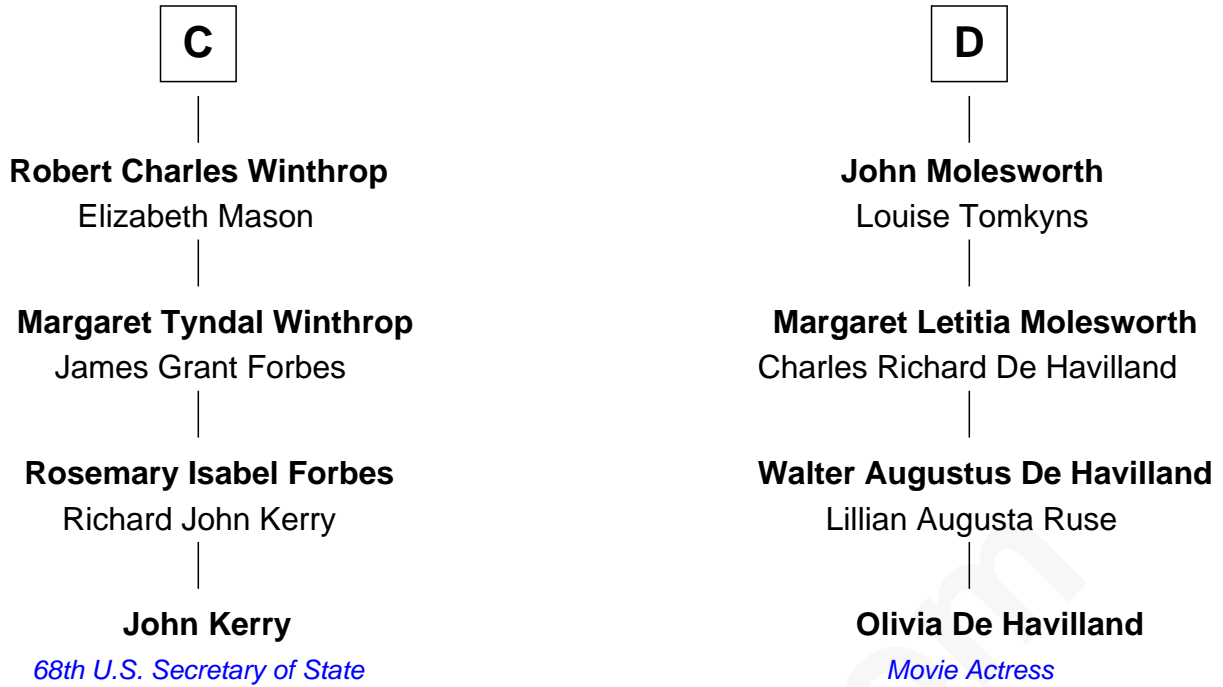 C
Robert Charles Winthrop
Elizabeth Mason
Margaret Tyndal Winthrop
James Grant Forbes
Rosemary Isabel Forbes
Richard John Kerry
John Kerry
68th U.S. Secretary of State
D
John Molesworth
Louise Tomkyns
Margaret Letitia Molesworth
Charles Richard De Havilland
Walter Augustus De Havilland
Lillian Augusta Ruse
Olivia De Havilland
Movie Actress